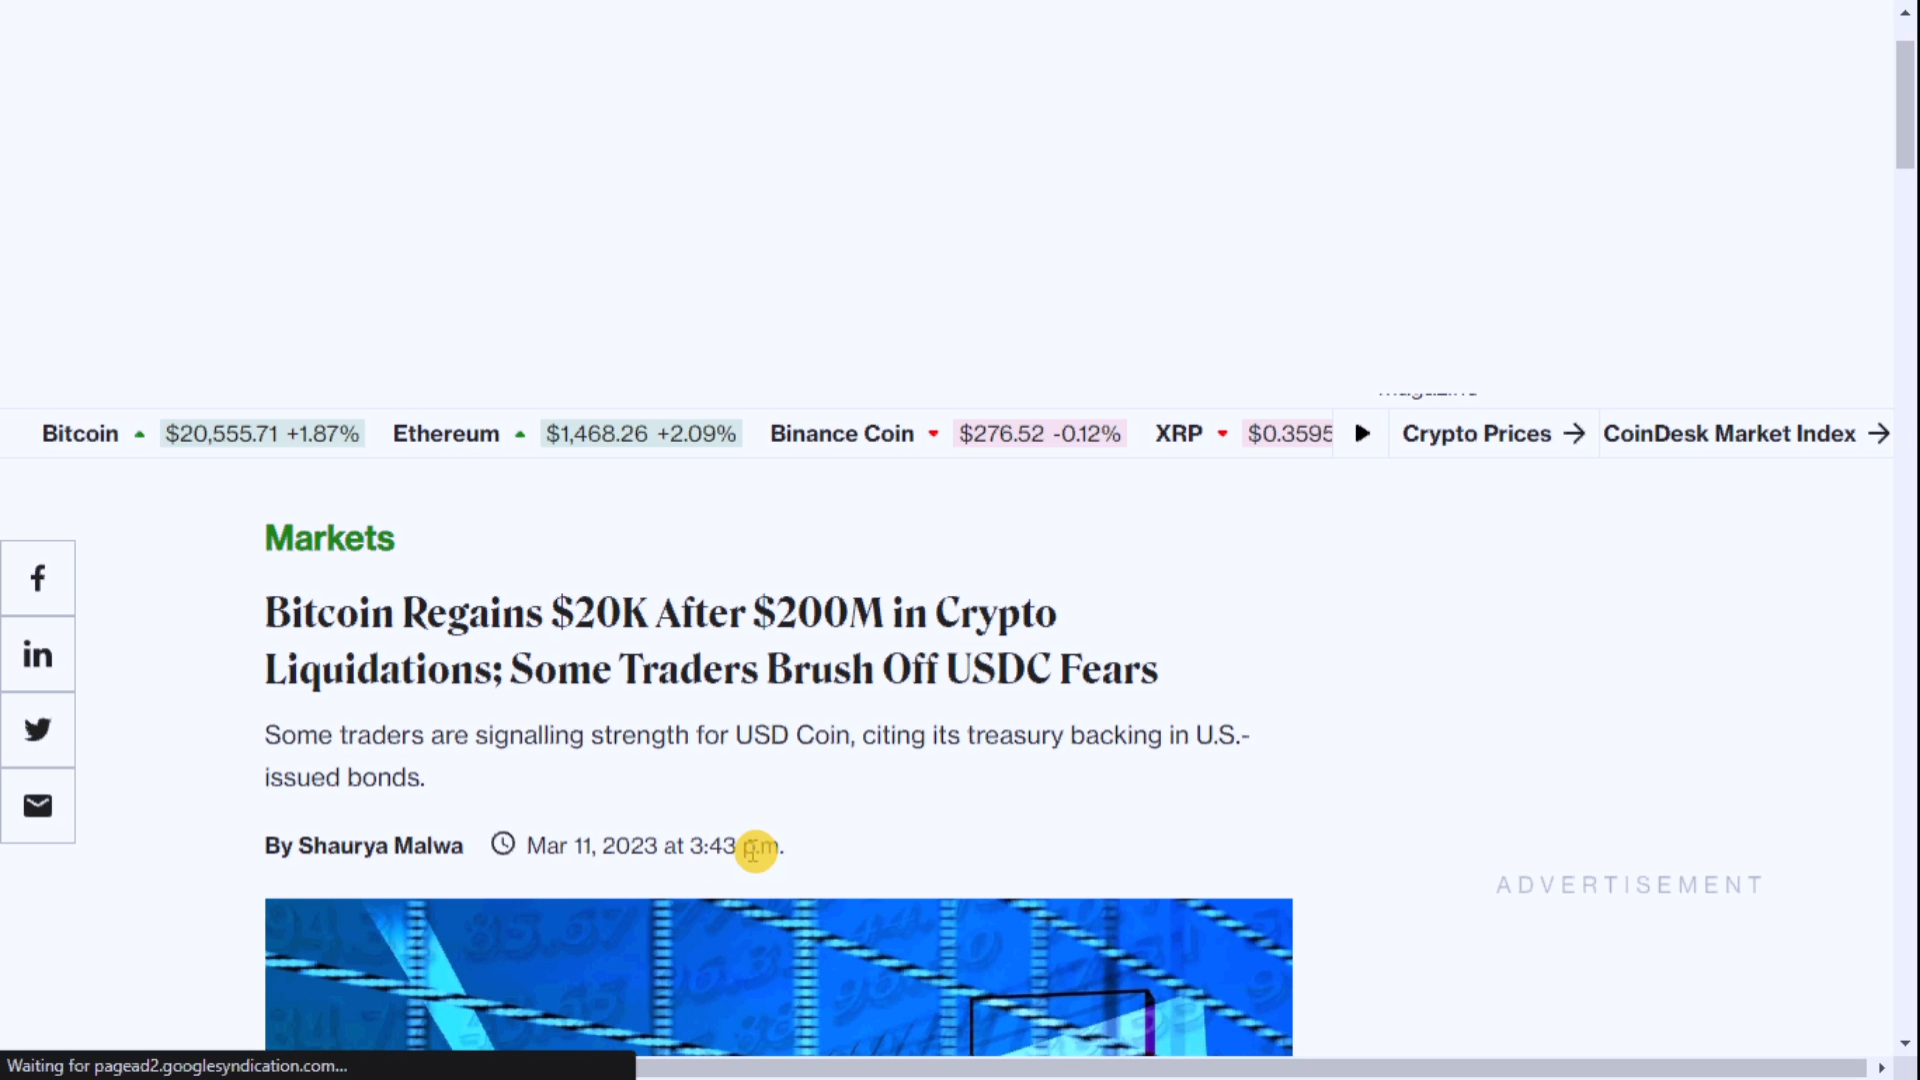 Bitcoin $20,555.71 +1.87% Ethereum $1,468.26 +2.09% Binance Coin $276.52 -0.12% XRP $0.3595 Crypto Prices → CoinDesk Market Index →
Markets
Bitcoin Regains $20K After $200M in Crypto
Liquidations; Some Traders Brush Off USDC Fears
Some traders are signalling strength for USD Coin, citing its treasury backing in U.S.-
issued bonds.
By Shaurya Malwa Mar 11, 2023 at 3:43 p.m.
ADVERTISEMENT
Waiting for pagead2.googlesyndication.com...